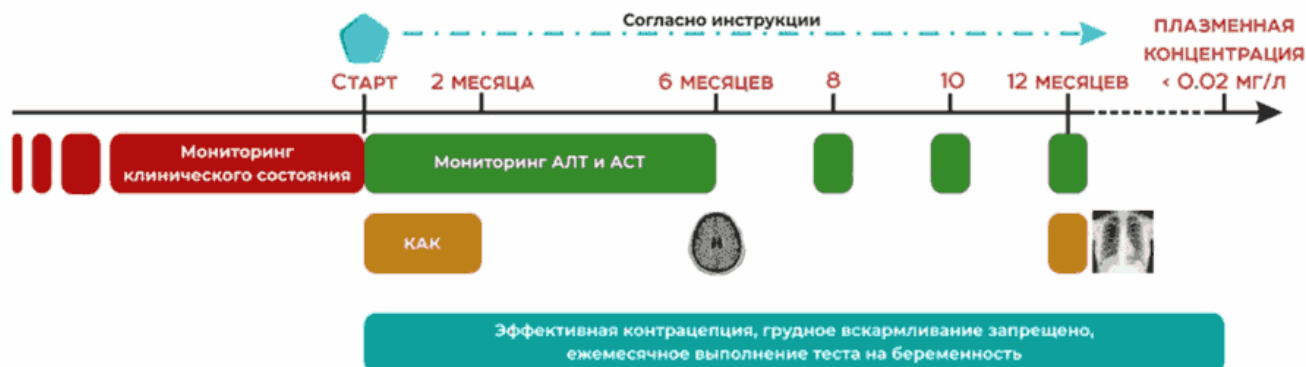 Согласно инструкции
ПЛАЗМЕННАЯ
КОНЦЕНТРАЦИЯ
СТАРТ 2 МЕСЯЦА 6 МЕСЯЦЕВ 8 10 12 МЕСЯЦЕВ < 0.02 МГ/Л
Мониторинг
клинического состояния
Мониторинг АЛТ и АСТ
КАК
Эффективная контрацепция, грудное вскармливание запрещено,
ежемесячное выполнение теста на беременность